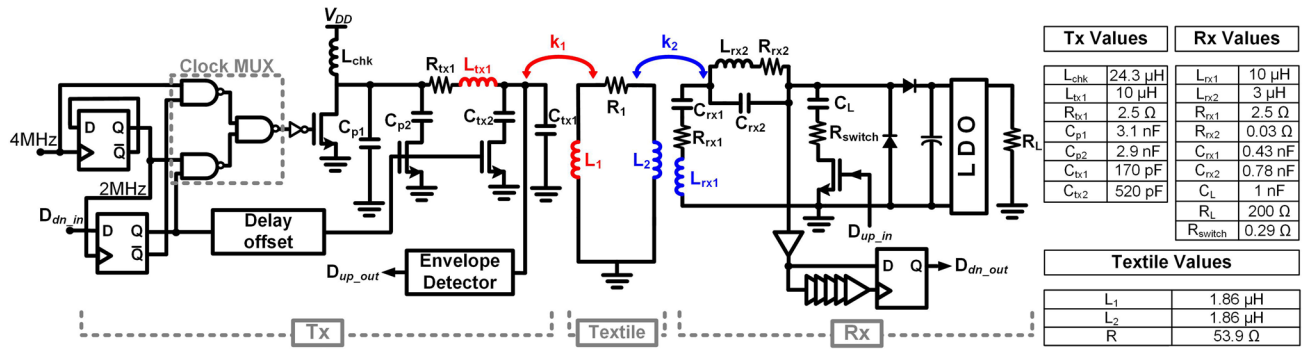 V_DD
L_chk
Clock MUX
4MHz
D Q
Q̅
2MHz
D_dn_in
D Q
Q̅
Delay offset
C_p1
R_tx1
L_tx1
C_p2
C_tx2
C_tx1
D_up_out
Envelope Detector
Tx
k_1
R_1
L_1
L_2
Textile
k_2
L_rx2
R_rx2
C_rx1
C_rx2
R_rx1
L_rx1
C_L
R_switch
D_up_in
LDO
R_L
D Q
D_dn_out
Rx
Tx Values
L_chk 24.3 µH
L_tx1 10 µH
R_tx1 2.5 Ω
C_p1 3.1 nF
C_p2 2.9 nF
C_tx1 170 pF
C_tx2 520 pF
Rx Values
L_rx1 10 µH
L_rx2 3 µH
R_rx1 2.5 Ω
R_rx2 0.03 Ω
C_rx1 0.43 nF
C_rx2 0.78 nF
C_L 1 nF
R_L 200 Ω
R_switch 0.29 Ω
Textile Values
L_1 1.86 µH
L_2 1.86 µH
R 53.9 Ω